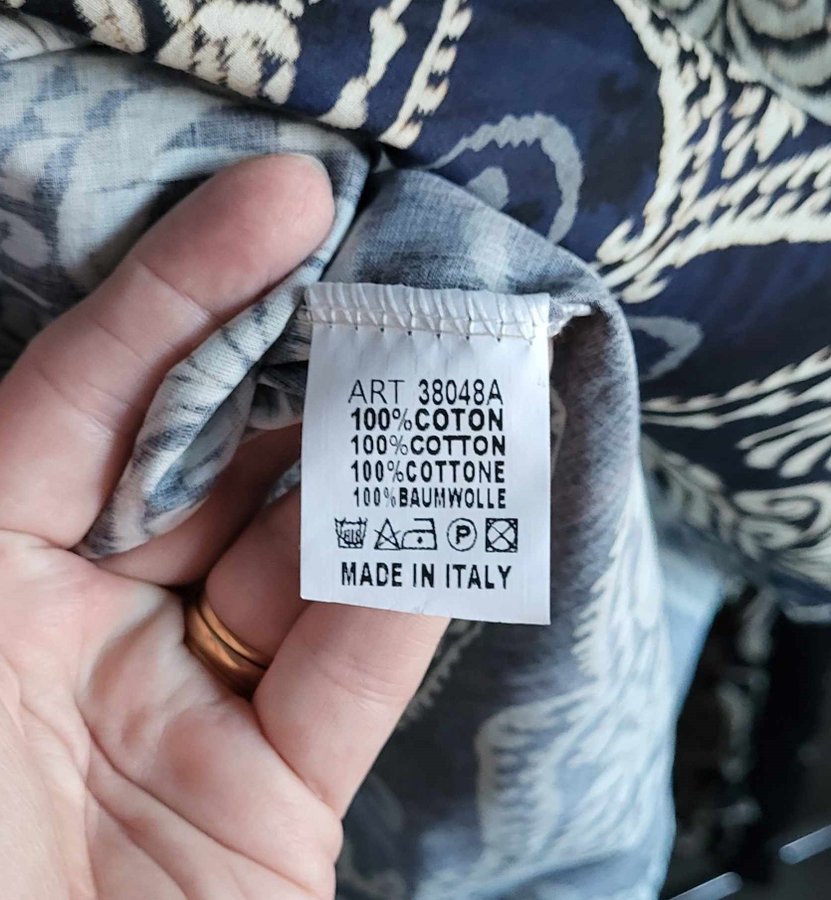 ART 38048A
100%COTON
100%COTTON
100%COTTONE
100%BAUMWOLLE
P
MADE IN ITALY